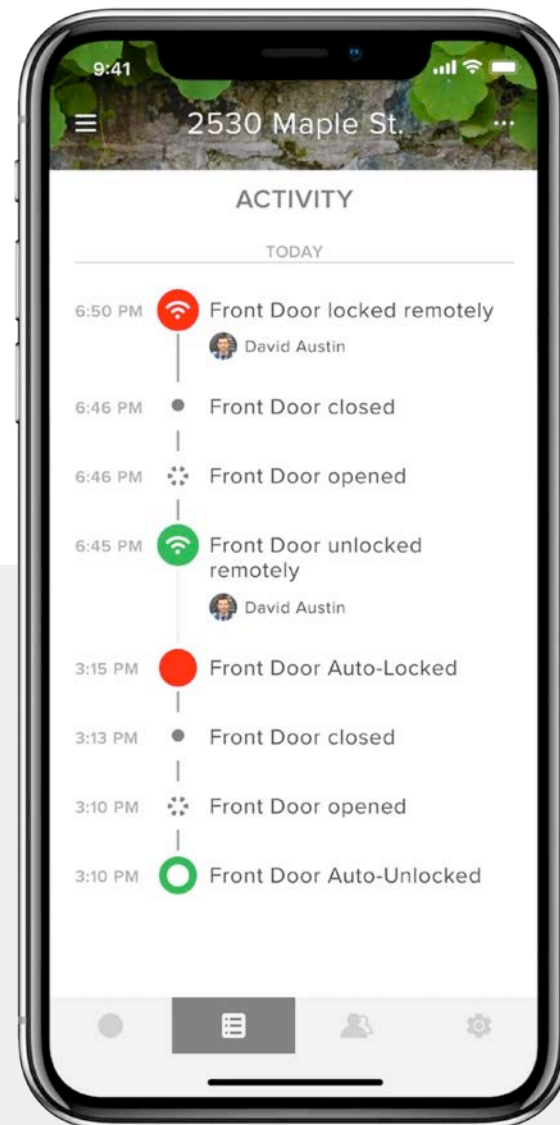 9:41
2530 Maple St.
ACTIVITY
TODAY
6:50 PM Front Door locked remotely
David Austin
6:46 PM Front Door closed
6:46 PM Front Door opened
6:45 PM Front Door unlocked
remotely
David Austin
3:15 PM Front Door Auto-Locked
3:13 PM Front Door closed
3:10 PM Front Door opened
3:10 PM Front Door Auto-Unlocked